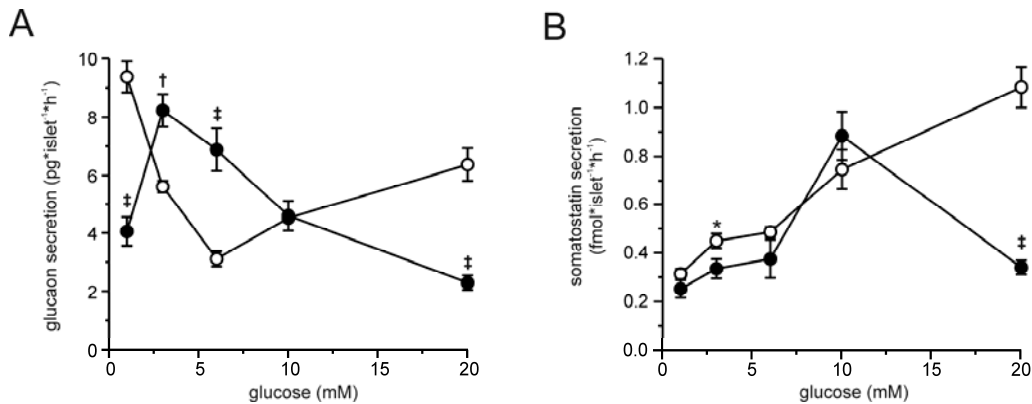 A
glucaon secretion (pg*islet⁻¹*h⁻¹)
10
8
6
4
2
0
‡
†
‡
‡
0 5 10 15 20
glucose (mM)
B
somatostatin secretion
(fmol*islet⁻¹*h⁻¹)
1.2
1.0
0.8
0.6
0.4
0.2
0.0
*
‡
0 5 10 15 20
glucose (mM)